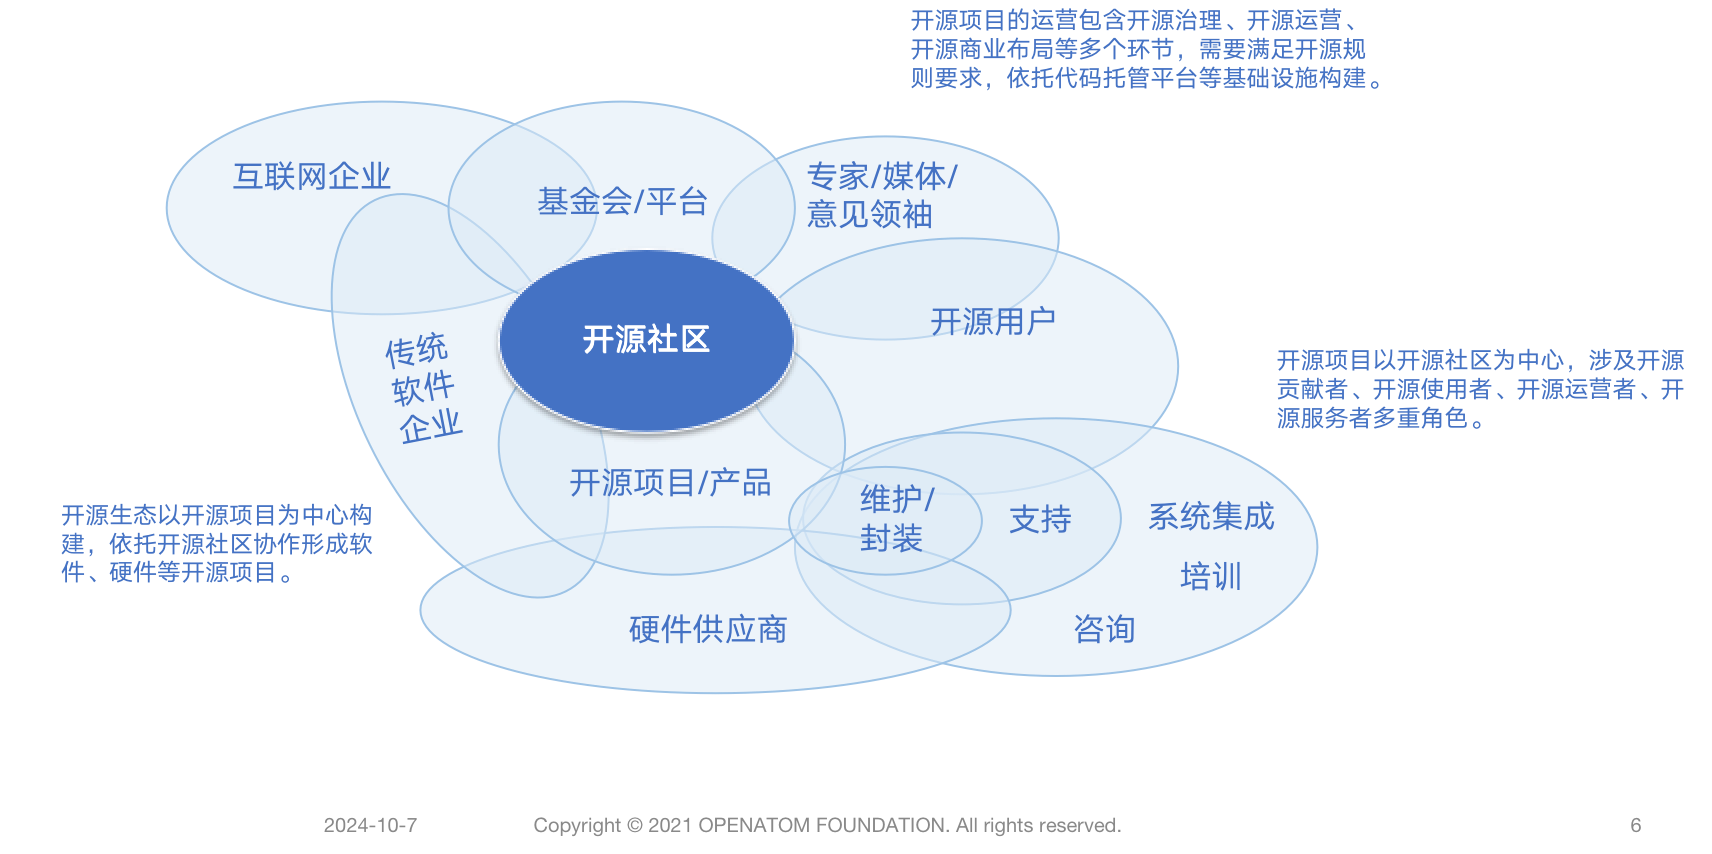 开源项目的运营包含开源治理、开源运营、
开源商业布局等多个环节，需要满足开源规
则要求，依托代码托管平台等基础设施构建。
互联网企业
基金会/平台
专家/媒体/
意见领袖
开源用户
开源社区
传统
软件
企业
开源项目以开源社区为中心，涉及开源
贡献者、开源使用者、开源运营者、开
源服务者多重角色。
开源项目/产品
维护/
封装
支持
系统集成
培训
咨询
开源生态以开源项目为中心构
建，依托开源社区协作形成软
件、硬件等开源项目。
硬件供应商
2024-10-7
Copyright © 2021 OPENATOM FOUNDATION. All rights reserved.
6